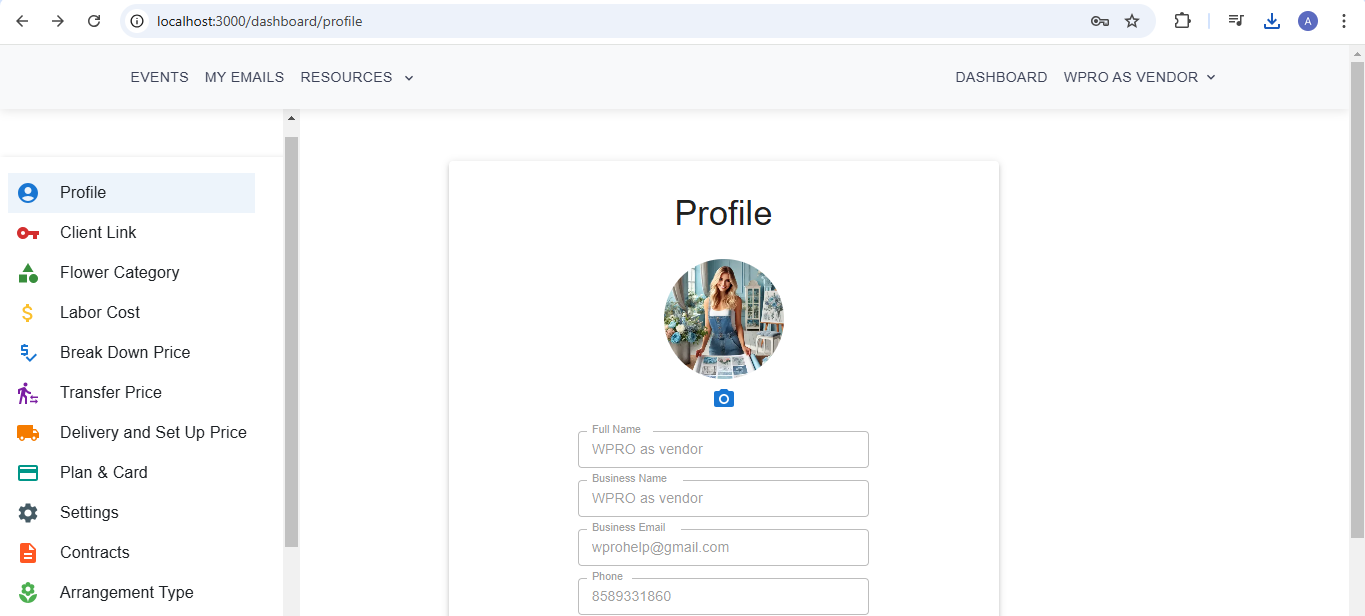 localhost:3000/dashboard/profile
A
EVENTS MY EMAILS RESOURCES
DASHBOARD WPRO AS VENDOR
Profile
Client Link
Flower Category
Labor Cost
Break Down Price
Transfer Price
Delivery and Set Up Price
Plan & Card
Settings
Contracts
Arrangement Type
Profile
Full Name
WPRO as vendor
Business Name
WPRO as vendor
Business Email
wprohelp@gmail.com
Phone
8589331860